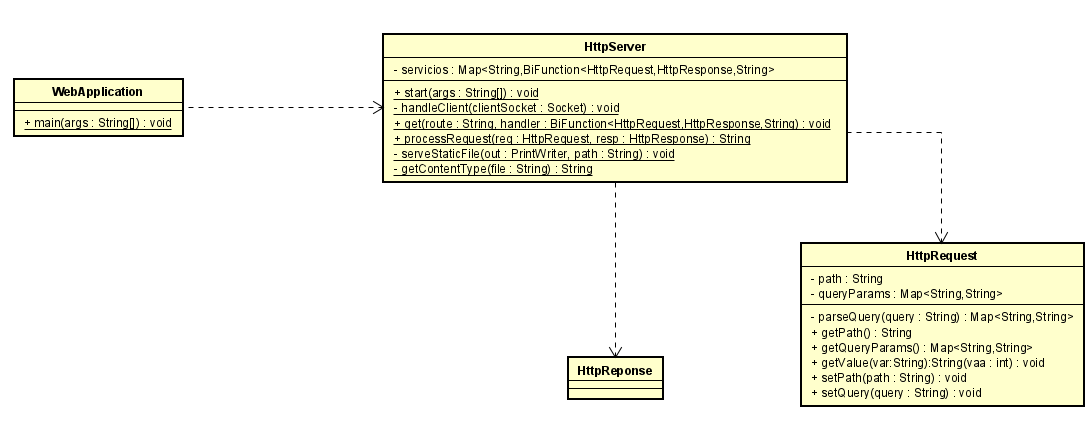 HttpServer
- servicios : Map<String,BiFunction<HttpRequest,HttpResponse,String>
+ start(args : String[]) : void
- handleClient(clientSocket : Socket) : void
+ get(route : String, handler : BiFunction<HttpRequest,HttpResponse,String) : void
+ processRequest(req : HttpRequest, resp : HttpResponse) : String
- serveStaticFile(out : PrintWriter, path : String) : void
- getContentType(file : String) : String
WebApplication
+ main(args : String[]) : void
HttpRequest
- path : String
- queryParams : Map<String,String>
- parseQuery(query : String) : Map<String,String>
+ getPath() : String
+ getQueryParams() : Map<String,String>
+ getValue(var:String):String(vaa : int) : void
+ setPath(path : String) : void
+ setQuery(query : String) : void
HttpReponse